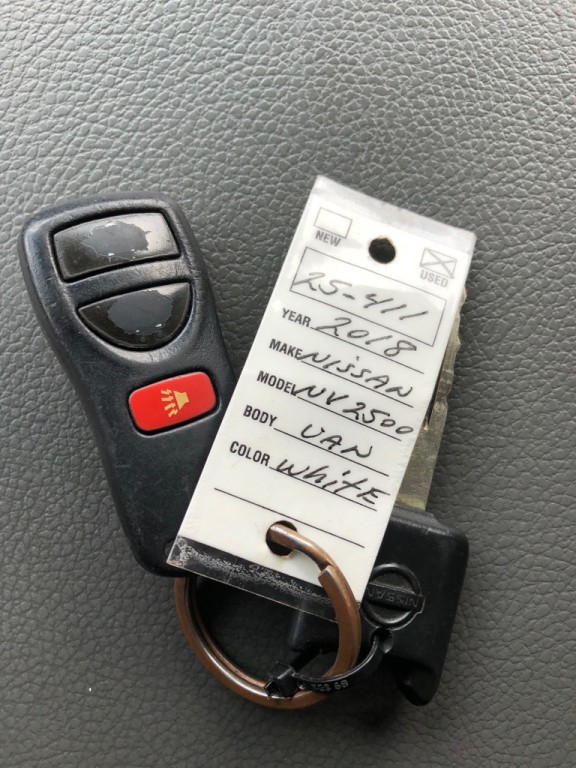 NEW
USED
25-411
YEAR 2018
MAKE NISSAN
MODEL NV2500
BODY VAN
COLOR WHITE
NISSAN